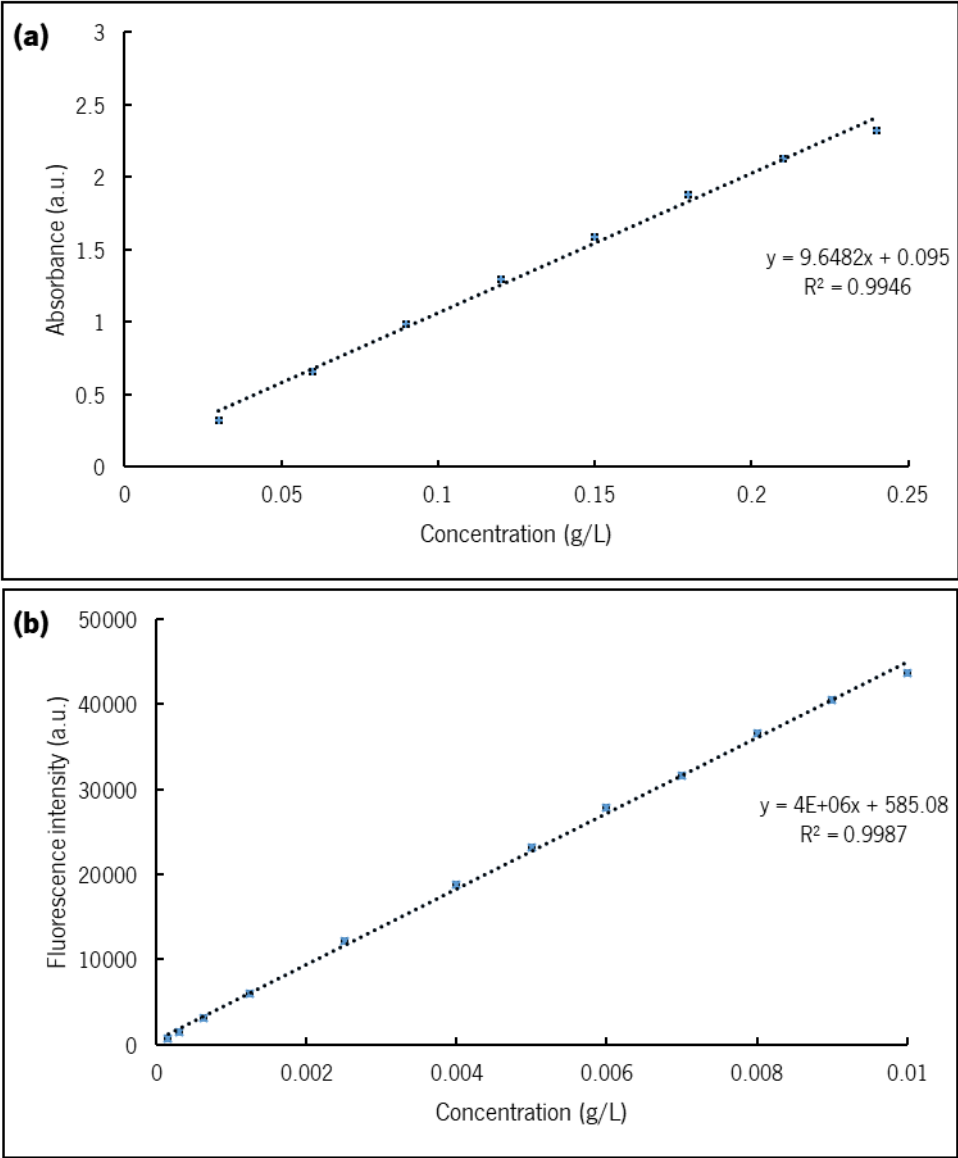 (a)
3
2.5
2
1.5
1
0.5
0
Absorbance (a.u.)
y = 9.6482x + 0.095
R² = 0.9946
0 0.05 0.1 0.15 0.2 0.25
Concentration (g/L)
(b)
50000
40000
30000
20000
10000
0
Fluorescence intensity (a.u.)
y = 4E+06x + 585.08
R² = 0.9987
0 0.002 0.004 0.006 0.008 0.01
Concentration (g/L)